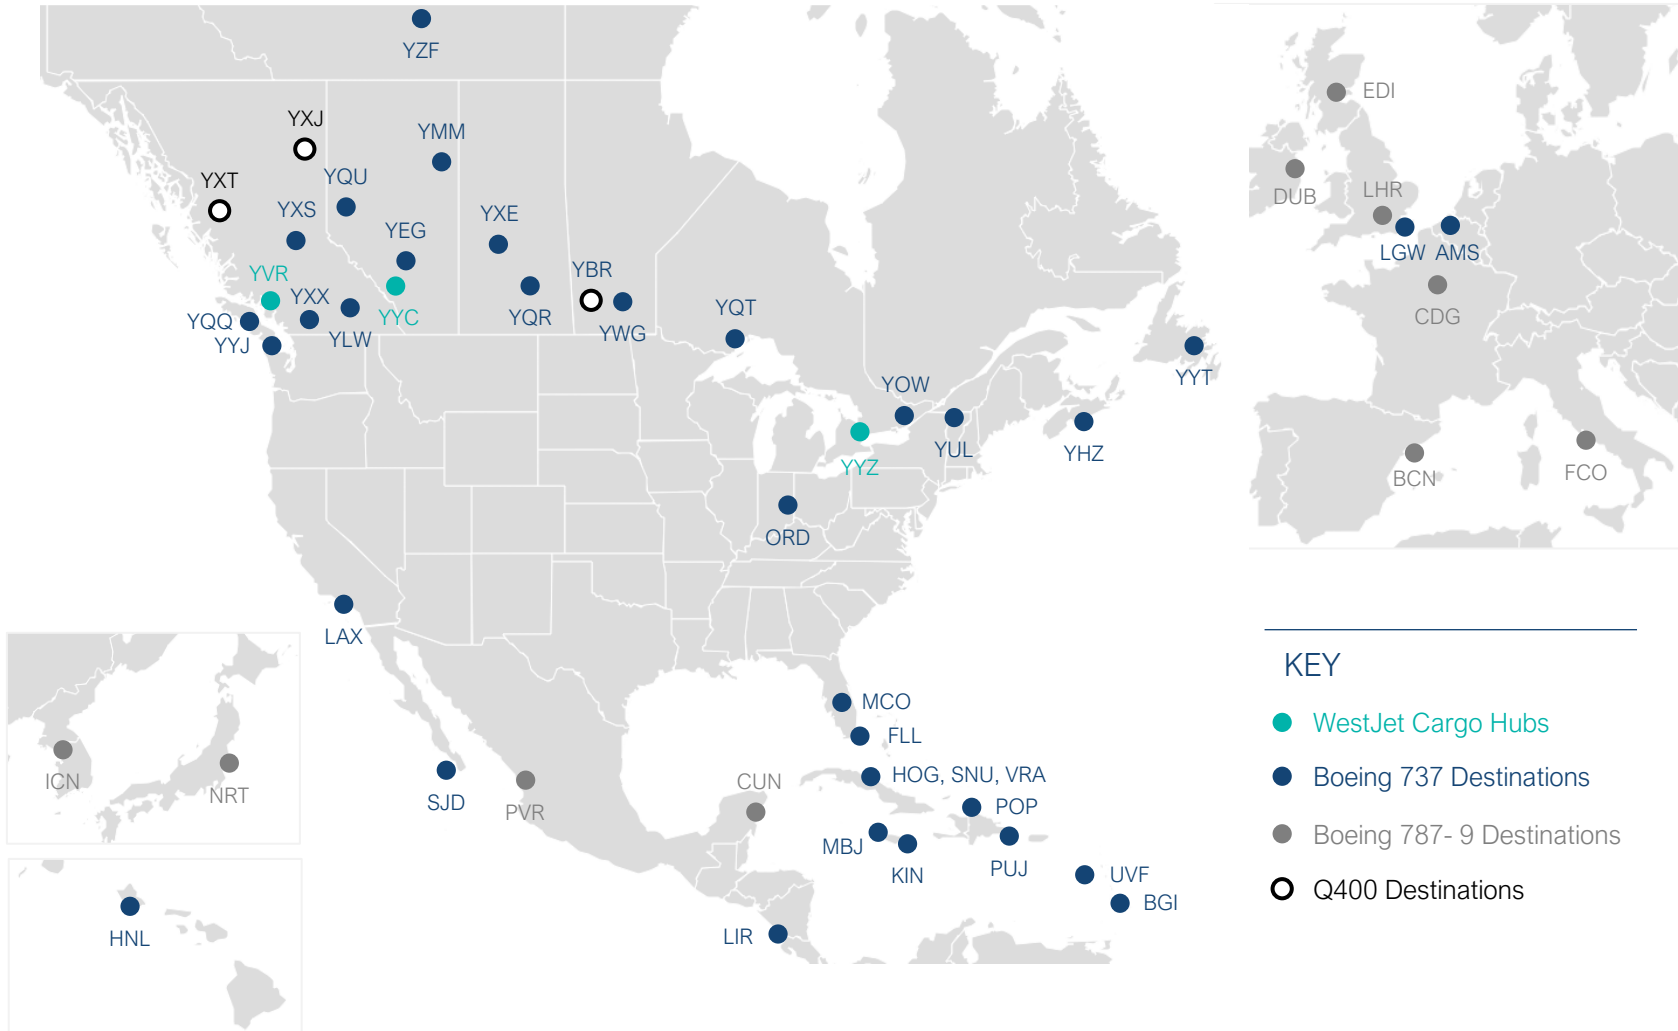 YZF
YXJ
YMM
YXT
YQU
YXS
YEG
YXE
YVR
YXX
YYC
YBR
YQR
YQQ
YLW
YWG
YYJ
YQT
YYT
YOW
YUL
YHZ
YYZ
ORD
LAX
MCO
FLL
SJD
PVR
CUN
HOG, SNU, VRA
POP
MBJ
KIN
PUJ
UVF
BGI
LIR
ICN
NRT
HNL
EDI
DUB
LHR
LGW AMS
CDG
BCN
FCO
KEY
WestJet Cargo Hubs
Boeing 737 Destinations
Boeing 787- 9 Destinations
Q400 Destinations